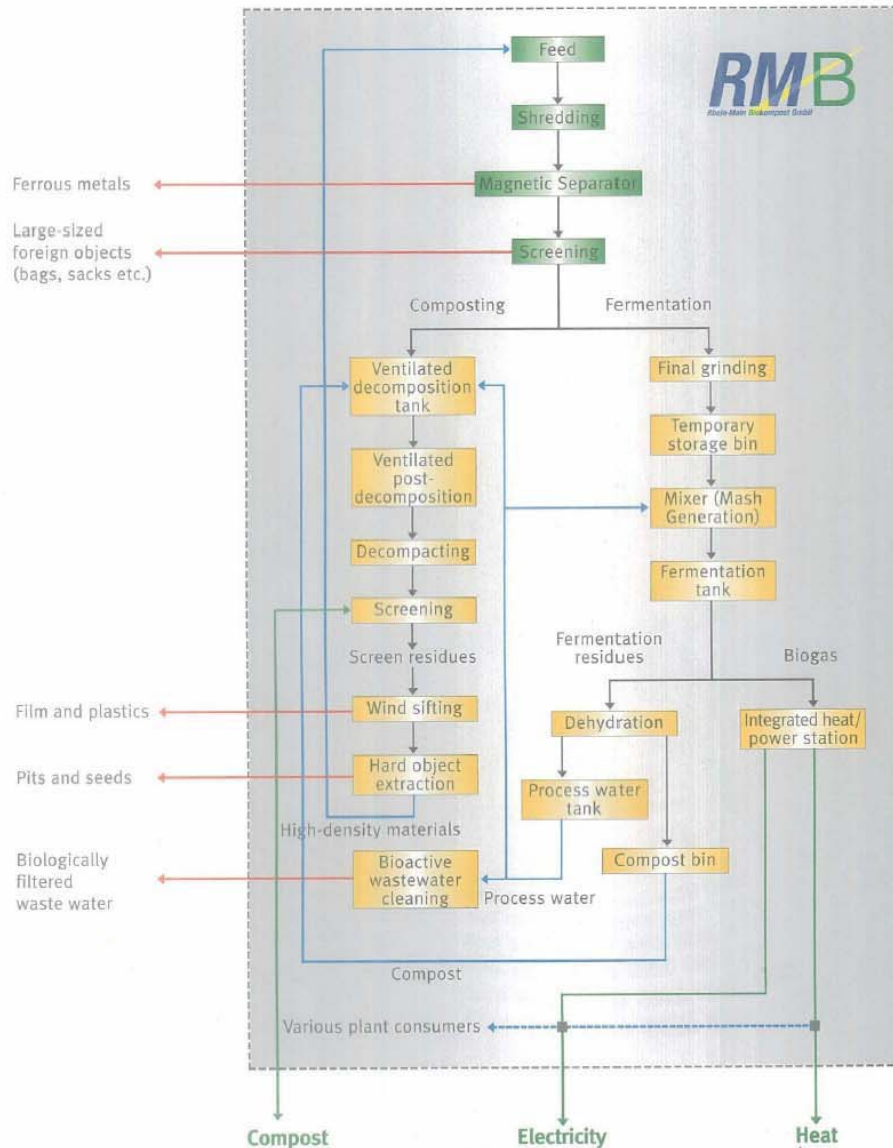 Feed
RMB
Rhein-Main Biokompost GmbH
Shredding
Ferrous metals
Magnetic Separator
Large-sized
foreign objects
(bags, sacks etc.)
Screening
Composting
Fermentation
Ventilated
decomposition
tank
Final grinding
Temporary
storage bin
Ventilated
post-
decomposition
Mixer (Mash
Generation)
Decompacting
Fermentation
tank
Screening
Screen residues
Fermentation
residues
Biogas
Film and plastics
Wind sifting
Dehydration
Integrated heat/
power station
Pits and seeds
Hard object
extraction
Process water
tank
High-density materials
Biologically
filtered
waste water
Bioactive
wastewater
cleaning
Process water
Compost bin
Compost
Various plant consumers
Compost
Electricity
Heat